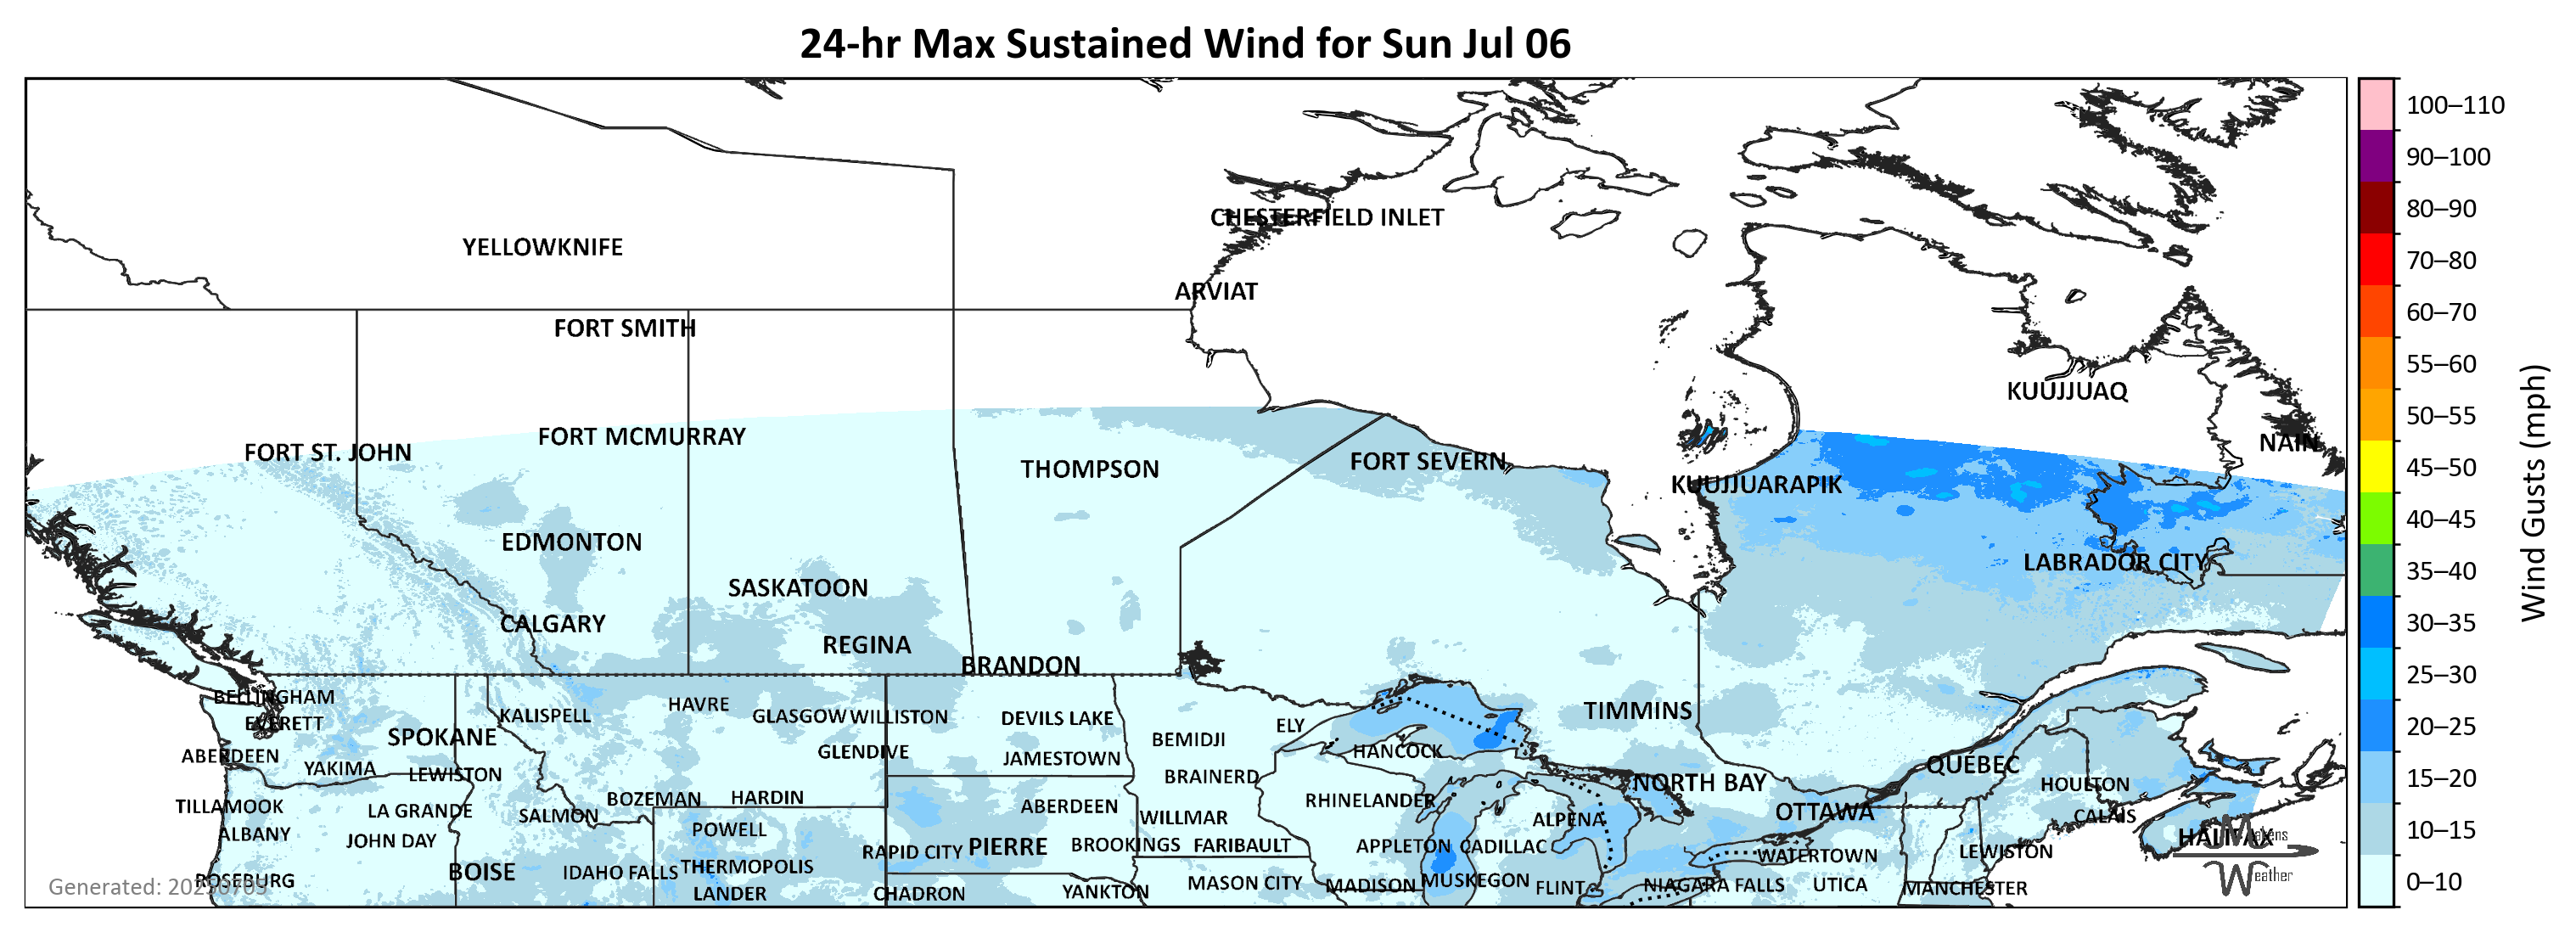 24-hr Max Sustained Wind for Sun Jul 06
100–110
90–100
80–90
70–80
60–70
55–60
50–55
45–50
40–45
35–40
30–35
25–30
20–25
15–20
10–15
0–10
Wind Gusts (mph)
CHESTERFIELD INLET
YELLOWKNIFE
ARVIAT
FORT SMITH
KUUJJUAQ
FORT MCMURRAY
NAIN
FORT ST. JOHN
FORT SEVERN
THOMPSON
KUUJJUARAPIK
EDMONTON
LABRADOR CITY
SASKATOON
CALGARY
REGINA
BRANDON
BELLINGHAM
HAVRE
TIMMINS
KALISPELL
GLASGOW
WILLISTON
DEVILS LAKE
EVERETT
ELY
SPOKANE
BEMIDJI
HANCOCK
GLENDIVE
ABERDEEN
JAMESTOWN
QUÉBEC
YAKIMA
LEWISTON
BRAINERD
NORTH BAY
HOULTON
BOZEMAN
HARDIN
RHINELANDER
TILLAMOOK
ABERDEEN
LA GRANDE
OTTAWA
SALMON
CALAIS
WILLMAR
ALPENA
POWELL
ALBANY
HALIFAX
Makens
Weather
JOHN DAY
BROOKINGS
FARIBAULT
APPLETON
CADILLAC
PIERRE
RAPID CITY
LEWISTON
WATERTOWN
THERMOPOLIS
BOISE
IDAHO FALLS
ROSEBURG
MUSKEGON
MASON CITY
MADISON
NIAGARA FALLS
UTICA
FLINT
MANCHESTER
YANKTON
LANDER
CHADRON
Generated: 20250705